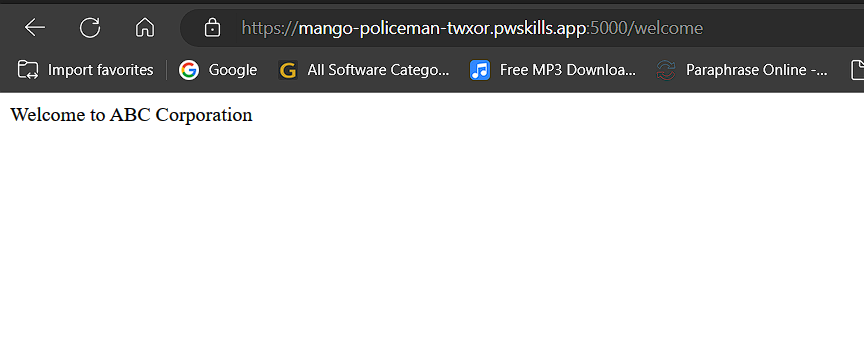 https://mango-policeman-twxor.pwskills.app:5000/welcome
Import favorites Google G All Software Catego... Free MP3 Downloa... Paraphrase Online -...
Welcome to ABC Corporation